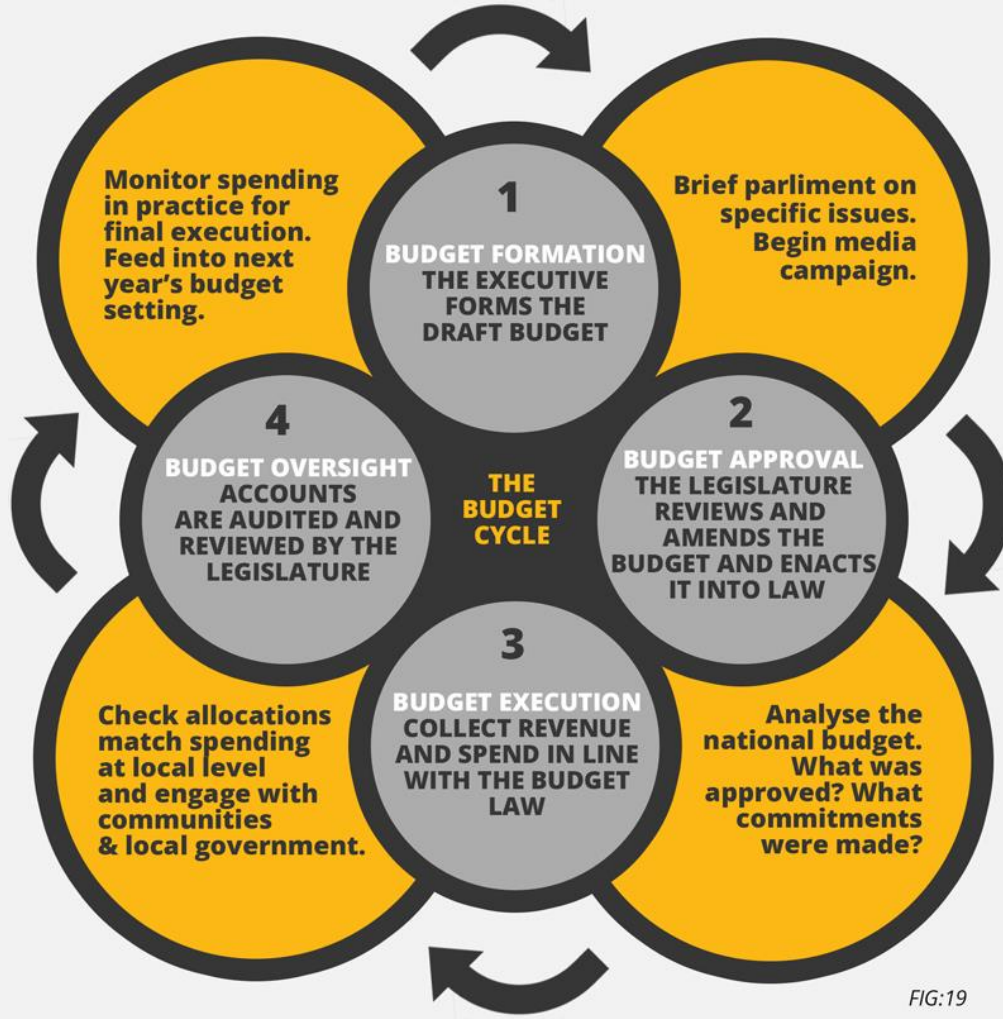 1
BUDGET FORMATION
THE EXECUTIVE
FORMS THE
DRAFT BUDGET
Brief parliment on
specific issues.
Begin media
campaign.
2
BUDGET APPROVAL
THE LEGISLATURE
REVIEWS AND
AMENDS THE
BUDGET AND ENACTS
IT INTO LAW
Analyse the
national budget.
What was
approved? What
commitments
were made?
3
BUDGET EXECUTION
COLLECT REVENUE
AND SPEND IN LINE
WITH THE BUDGET
LAW
Check allocations
match spending
at local level
and engage with
communities
& local government.
4
BUDGET OVERSIGHT
ACCOUNTS
ARE AUDITED AND
REVIEWED BY THE
LEGISLATURE
Monitor spending
in practice for
final execution.
Feed into next
year’s budget
setting.
THE
BUDGET
CYCLE
FIG:19